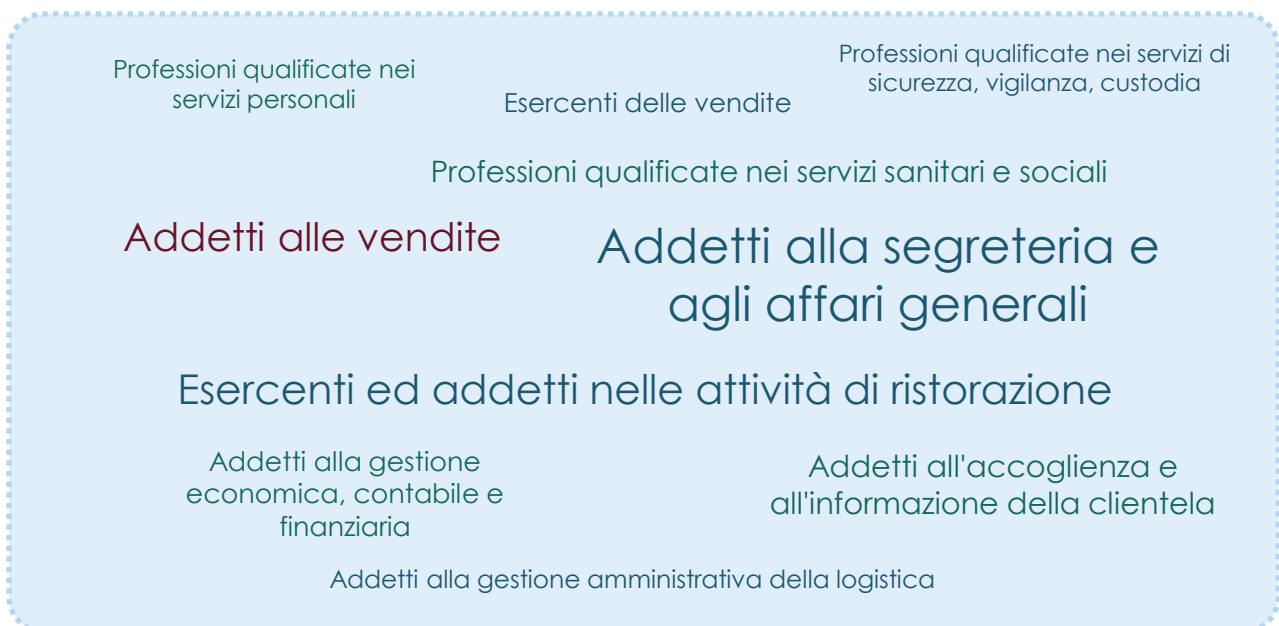 Professioni qualificate nei
servizi personali
Esercenti delle vendite
Professioni qualificate nei servizi di
sicurezza, vigilanza, custodia
Professioni qualificate nei servizi sanitari e sociali
Addetti alle vendite
Addetti alla segreteria e
agli affari generali
Esercenti ed addetti nelle attività di ristorazione
Addetti alla gestione
economica, contabile e
finanziaria
Addetti all'accoglienza e
all'informazione della clientela
Addetti alla gestione amministrativa della logistica